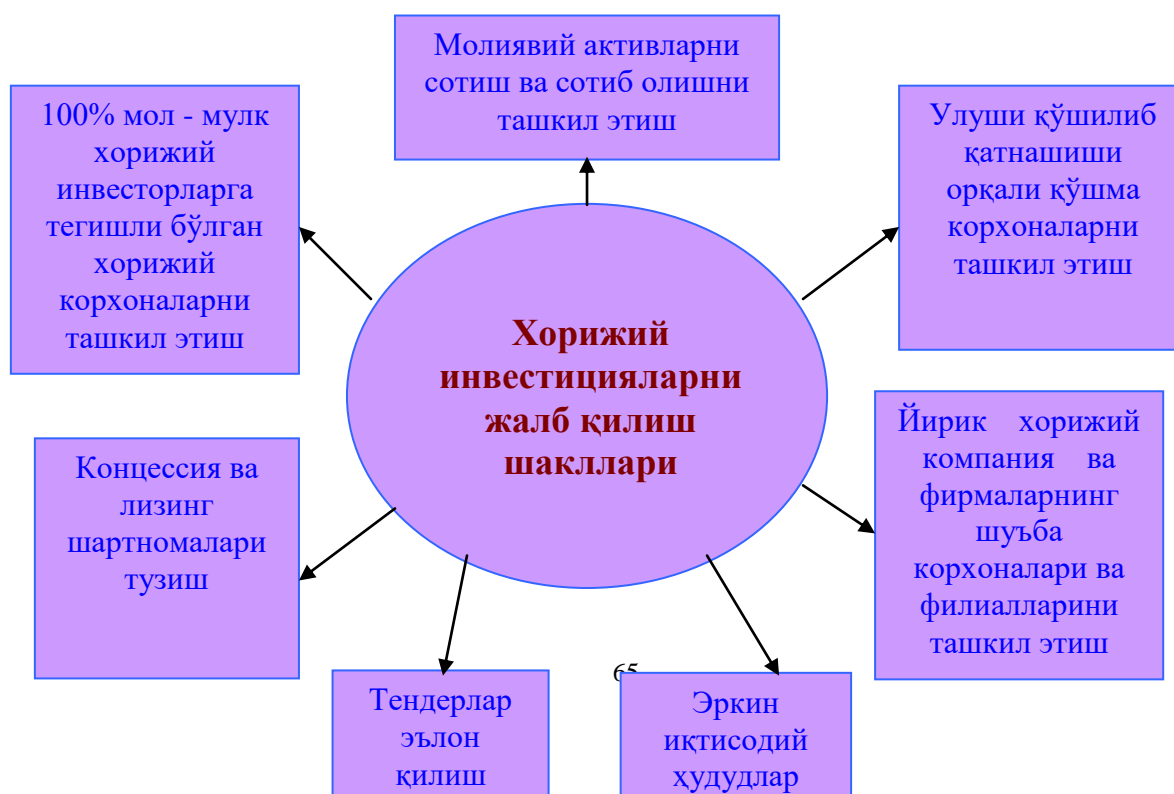 Молиявий активларни
сотиш ва сотиб олишни
ташкил этиш
100% мол - мулк
хорижий
инвесторларга
тегишли бўлган
хорижий
корхоналарни
ташкил этиш
Улуши қўшилиб
қатнашиши
орқали қўшма
корхоналарни
ташкил этиш
Хорижий
инвестицияларни
жалб қилиш
шакллари
Концессия ва
лизинг
шартномалари
тузиш
Йирик хорижий
компания ва
фирмаларнинг
шуъба
корхоналари ва
филиалларини
ташкил этиш
65
Тендерлар
эълон
қилиш
Эркин
иқтисодий
ҳудудлар